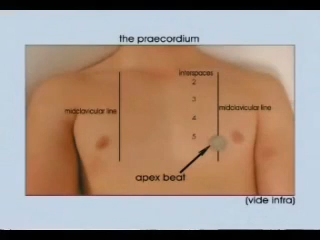 the praecordium
interspaces
2
midclavicular line
3
midclavicular line
4
5
apex beat
(vide infra)